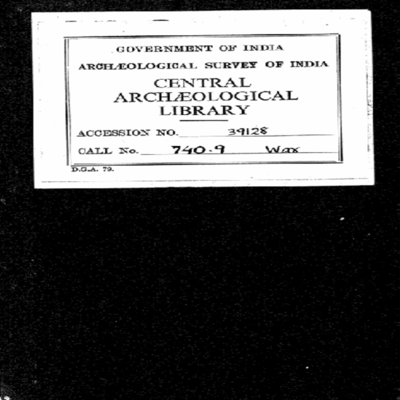 GOVERNMENT OF INDIA
ARCHÆOLOGICAL SURVEY OF INDIA
CENTRAL
ARCHÆOLOGICAL
LIBRARY
ACCESSION NO. 39128
CALL No. 740.9 Wax
D.G.A. 79.